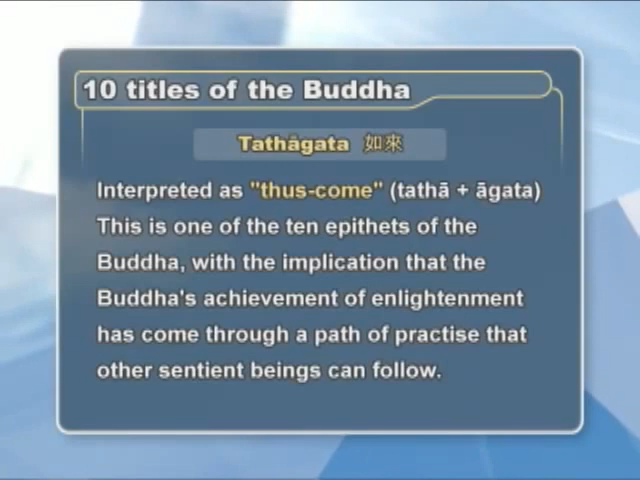 10 titles of the Buddha
Tathāgata 如來
Interpreted as "thus-come" (tathā + āgata)
This is one of the ten epithets of the
Buddha, with the implication that the
Buddha's achievement of enlightenment
has come through a path of practise that
other sentient beings can follow.